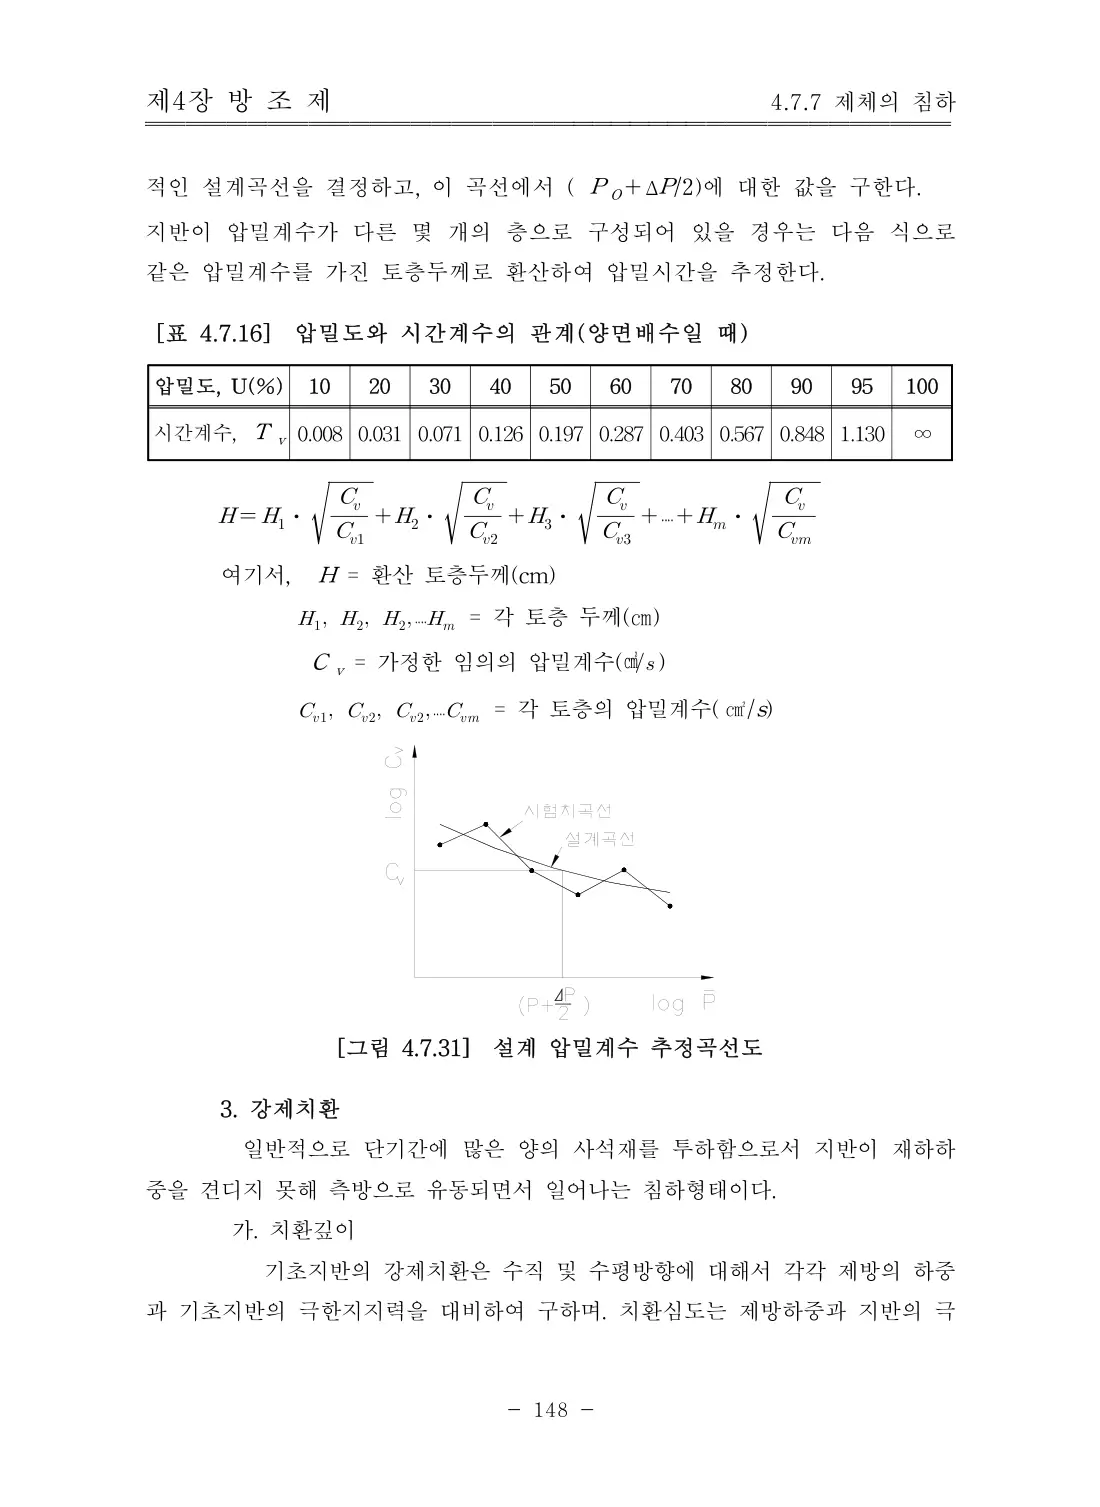 제4장 방 조 제 4.7.7 제체의 침하
적인 설계곡선을 결정하고, 이 곡선에서 ( P_O+ΔP/2)에 대한 값을 구한다.
지반이 압밀계수가 다른 몇 개의 층으로 구성되어 있을 경우는 다음 식으로
같은 압밀계수를 가진 토층두께로 환산하여 압밀시간을 추정한다.
[표 4.7.16] 압밀도와 시간계수의 관계(양면배수일 때)
압밀도, U(%) 10 20 30 40 50 60 70 80 90 95 100
시간계수, T_v 0.008 0.031 0.071 0.126 0.197 0.287 0.403 0.567 0.848 1.130 ∞
H=H_1·√(C_v/C_v1)+H_2·√(C_v/C_v2)+H_3·√(C_v/C_v3)+....+H_m·√(C_v/C_vm)
여기서, H = 환산 토층두께(cm)
H_1, H_2, H_2,....H_m = 각 토층 두께(㎝)
C_v = 가정한 임의의 압밀계수(㎠/s)
C_v1, C_v2, C_v2,....C_vm = 각 토층의 압밀계수( ㎠/s)
log C_v
시험치곡선
설계곡선
C_v
(P+ΔP/2 ) log P̅
[그림 4.7.31] 설계 압밀계수 추정곡선도
3. 강제치환
일반적으로 단기간에 많은 양의 사석재를 투하함으로서 지반이 재하하
중을 견디지 못해 측방으로 유동되면서 일어나는 침하형태이다.
가. 치환깊이
기초지반의 강제치환은 수직 및 수평방향에 대해서 각각 제방의 하중
과 기초지반의 극한지지력을 대비하여 구하며. 치환심도는 제방하중과 지반의 극
- 148 -